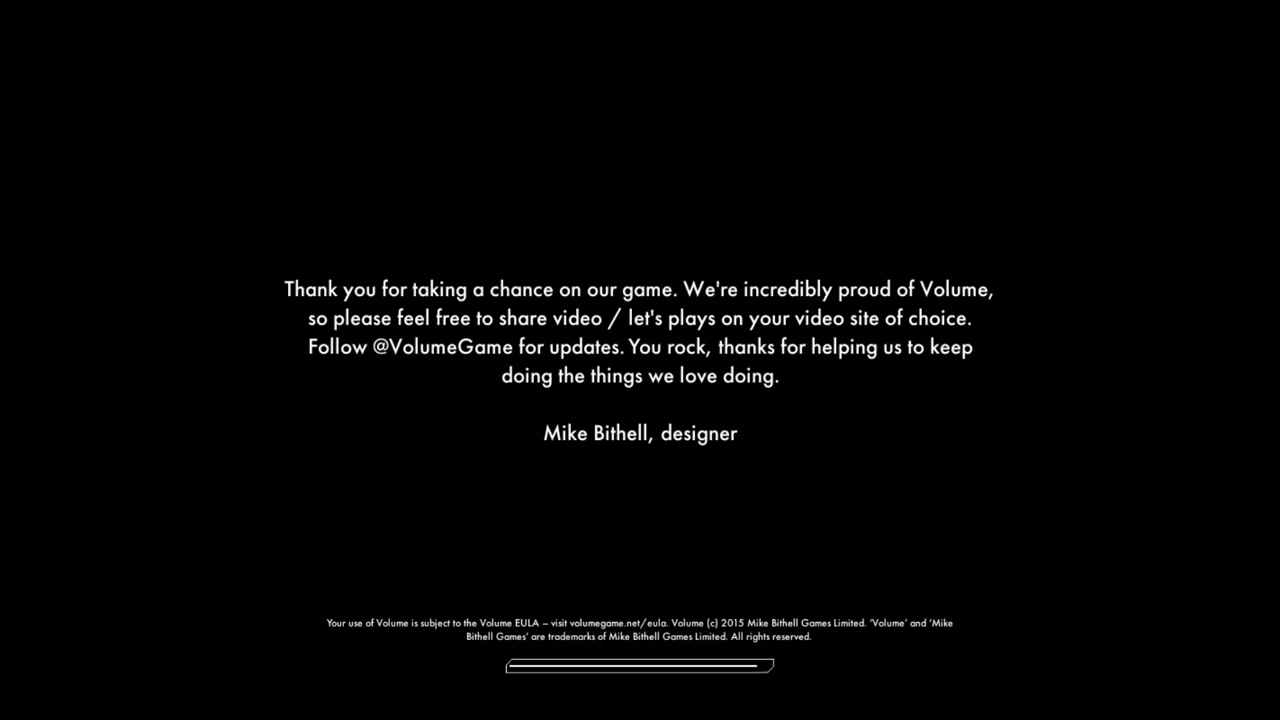 Thank you for taking a chance on our game. We're incredibly proud of Volume,
so please feel free to share video / let's plays on your video site of choice.
Follow @VolumeGame for updates. You rock, thanks for helping us to keep
doing the things we love doing.
Mike Bithell, designer
Your use of Volume is subject to the Volume EULA – visit volumegame.net/eula. Volume (c) 2015 Mike Bithell Games Limited. ‘Volume’ and ‘Mike
Bithell Games’ are trademarks of Mike Bithell Games Limited. All rights reserved.